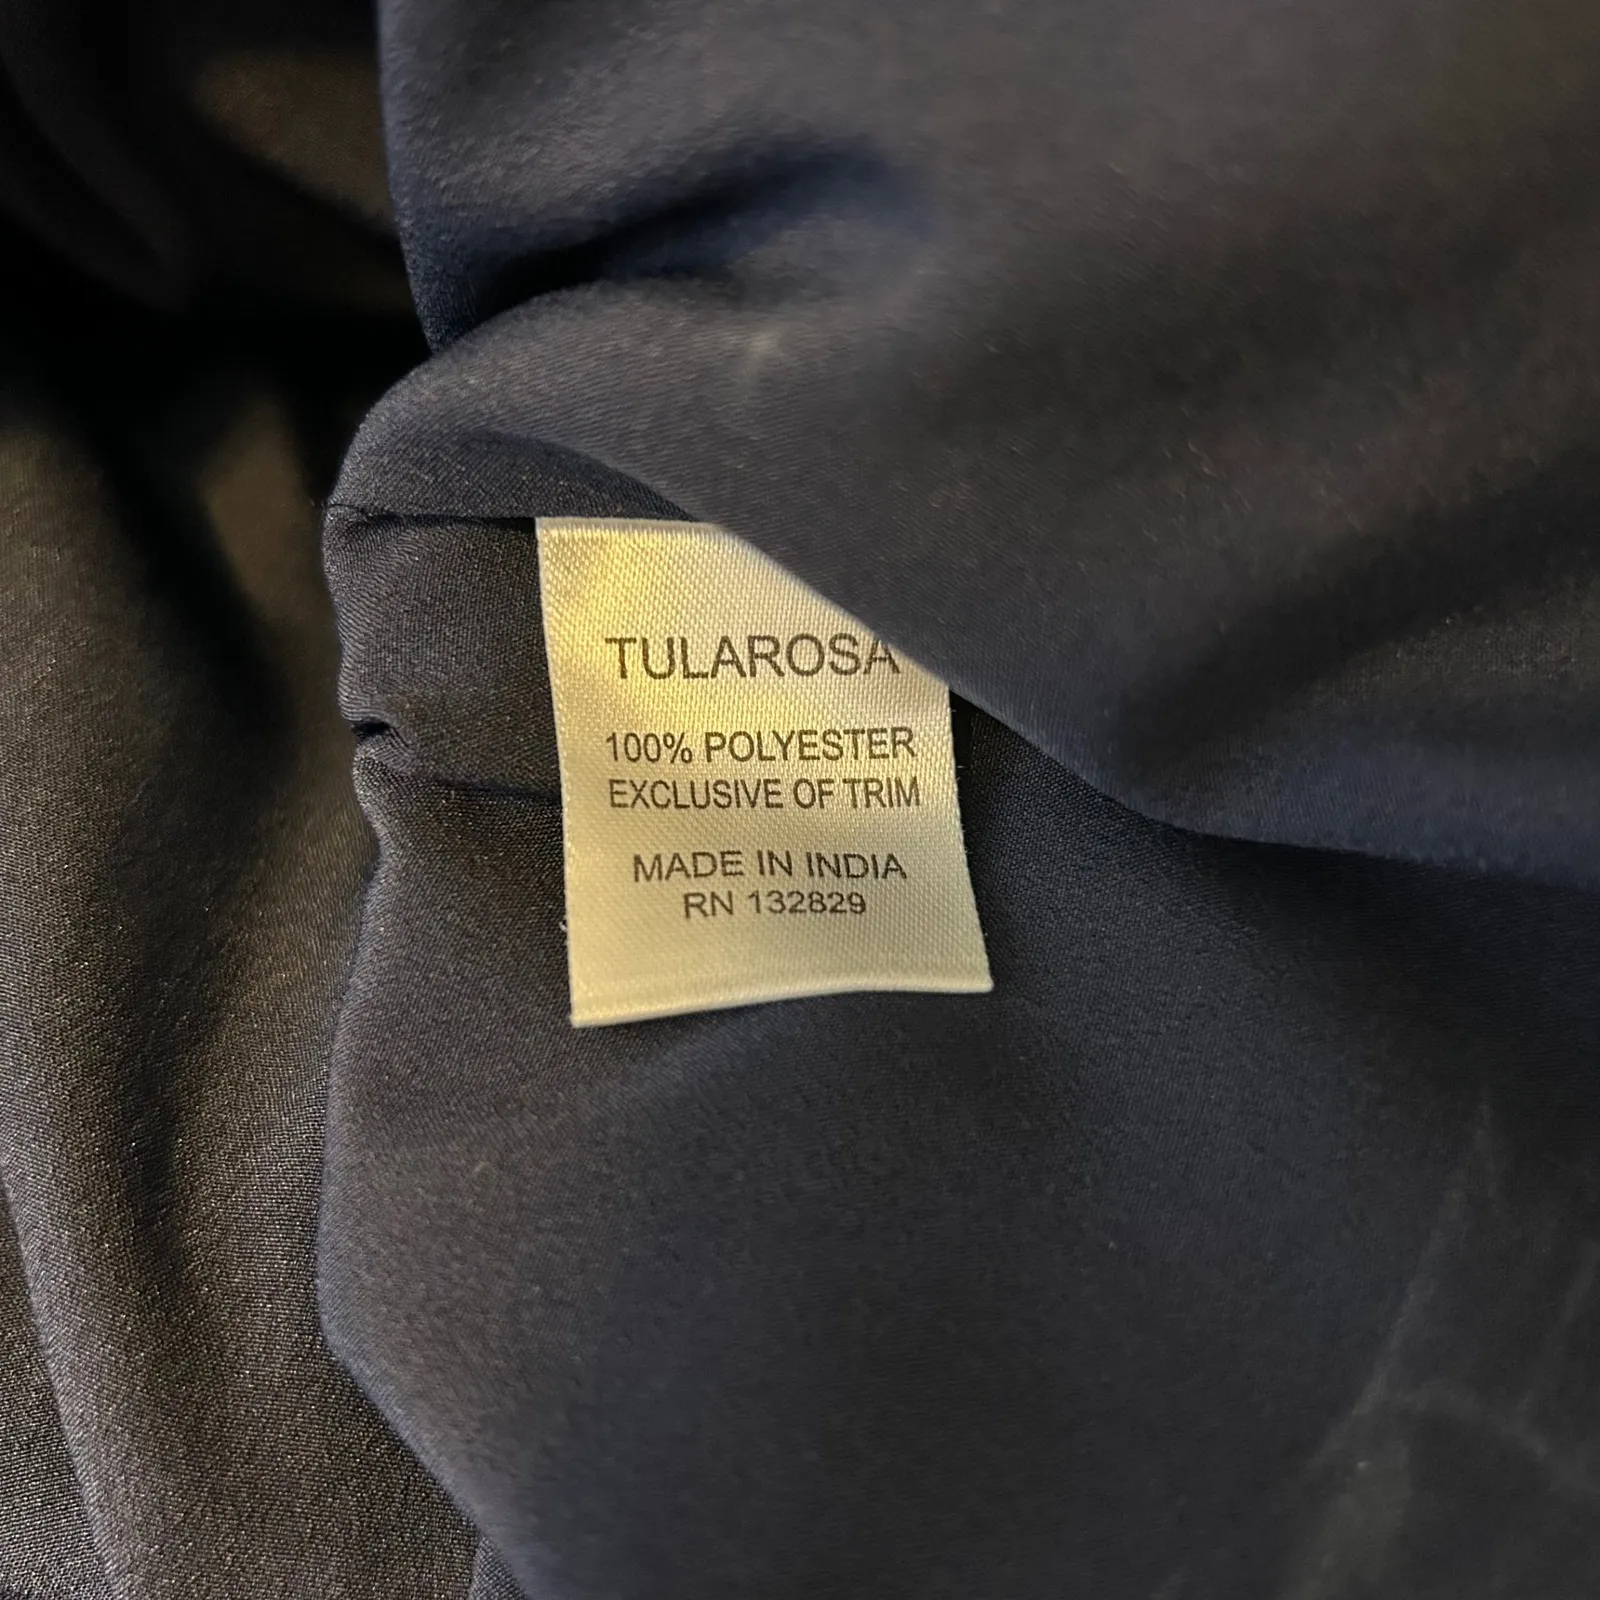 TULAROSA
100% POLYESTER
EXCLUSIVE OF TRIM
MADE IN INDIA
RN 132829